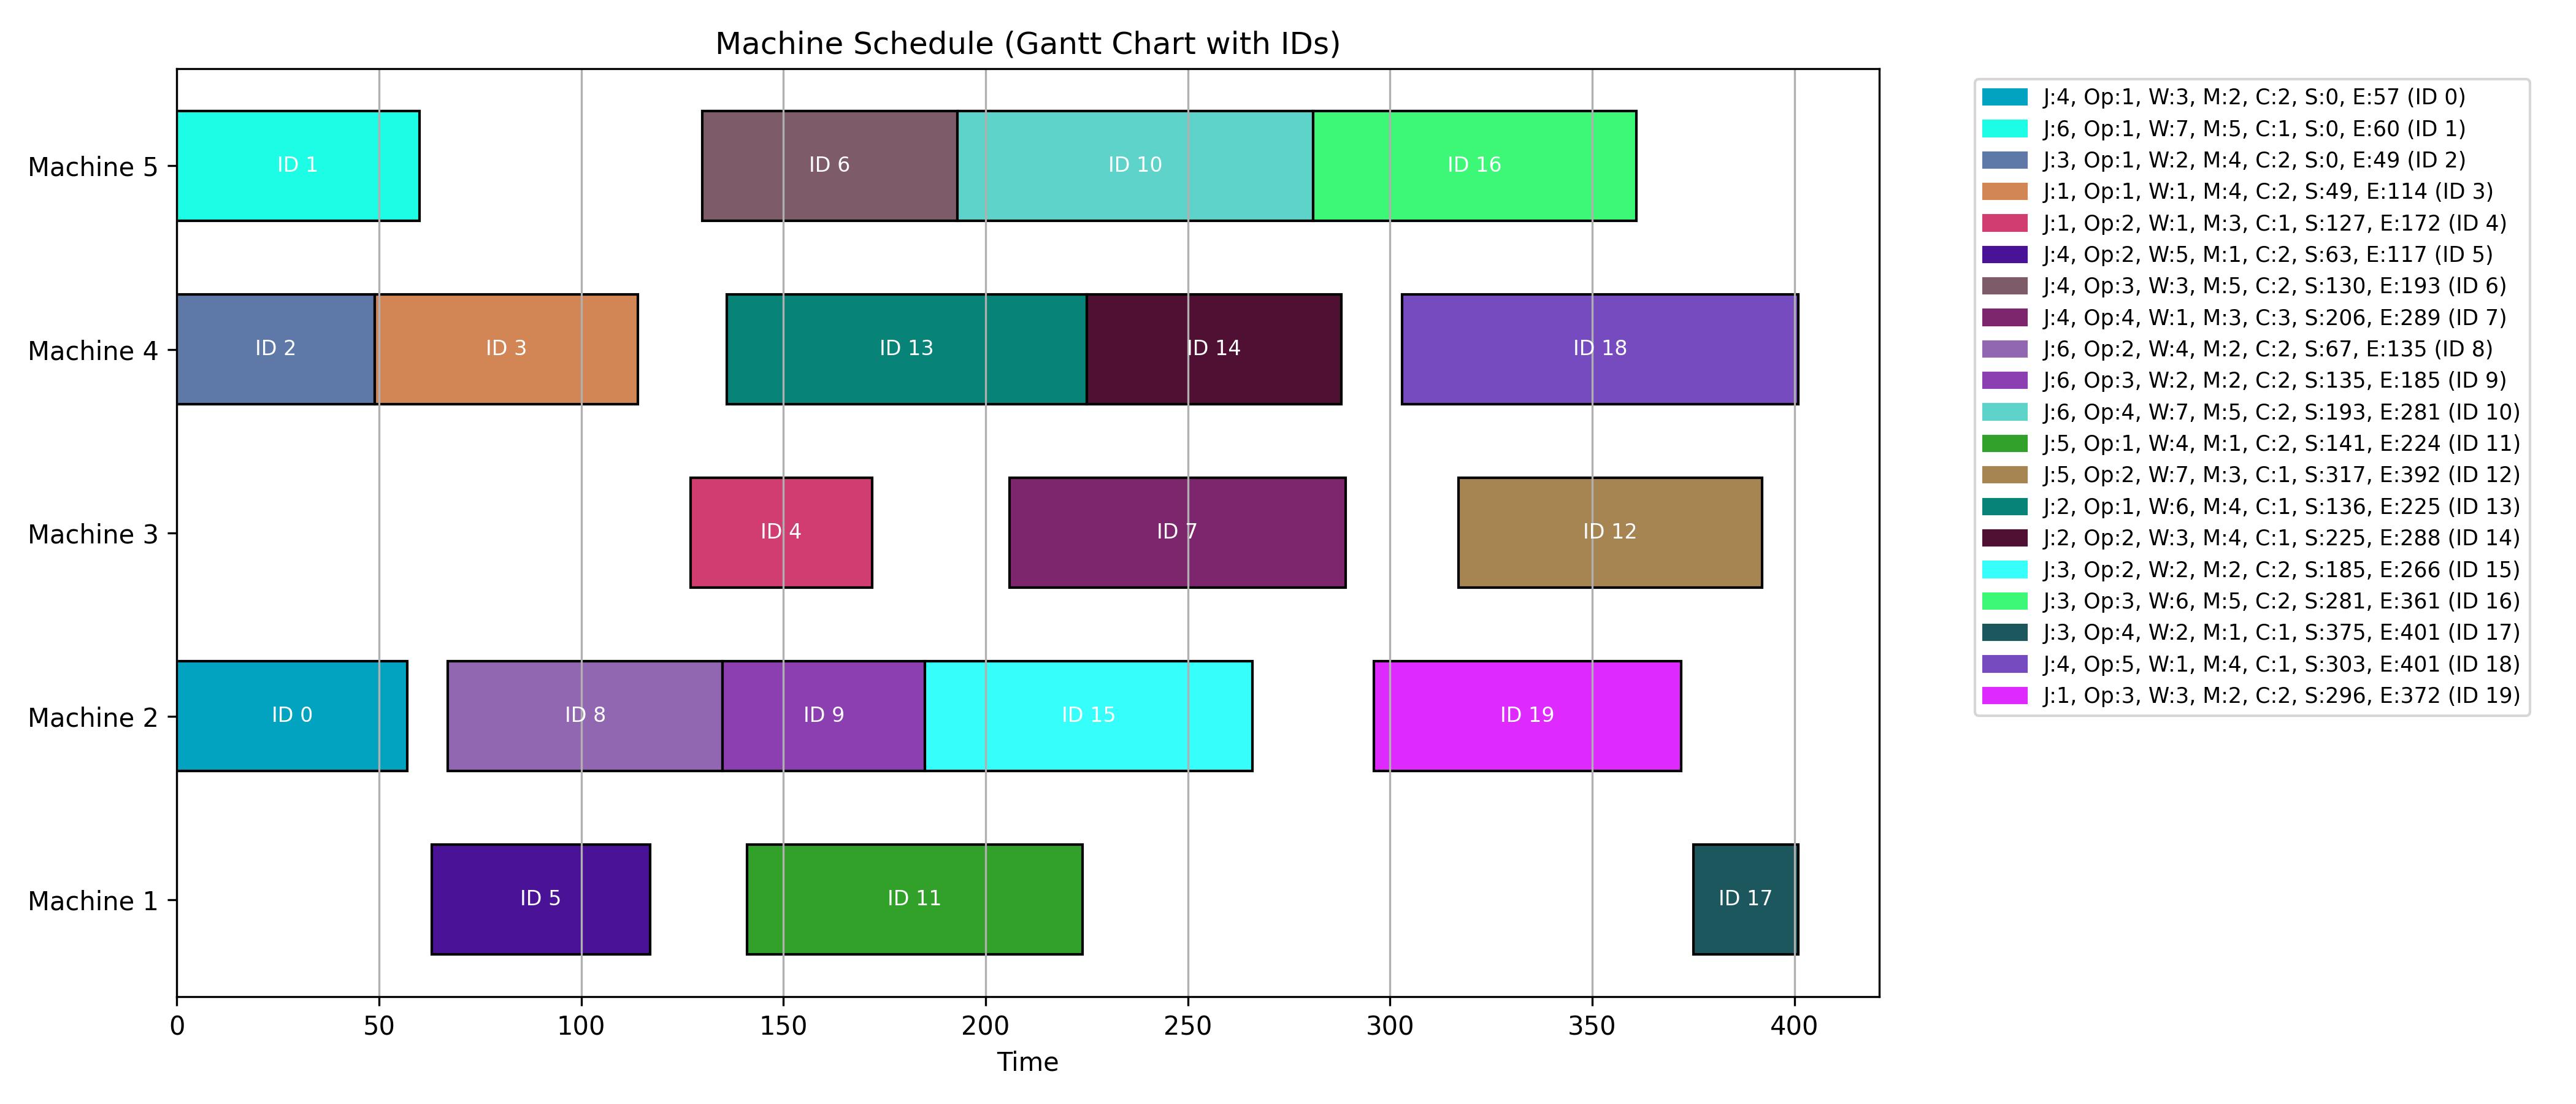 Machine Schedule (Gantt Chart with IDs)
Machine 5
ID 1
ID 6
ID 10
ID 16
Machine 4
ID 2
ID 3
ID 13
ID 14
ID 18
Machine 3
ID 4
ID 7
ID 12
Machine 2
ID 0
ID 8
ID 9
ID 15
ID 19
Machine 1
ID 5
ID 11
ID 17
0 50 100 150 200 250 300 350 400
Time
J:4, Op:1, W:3, M:2, C:2, S:0, E:57 (ID 0)
J:6, Op:1, W:7, M:5, C:1, S:0, E:60 (ID 1)
J:3, Op:1, W:2, M:4, C:2, S:0, E:49 (ID 2)
J:1, Op:1, W:1, M:4, C:2, S:49, E:114 (ID 3)
J:1, Op:2, W:1, M:3, C:1, S:127, E:172 (ID 4)
J:4, Op:2, W:5, M:1, C:2, S:63, E:117 (ID 5)
J:4, Op:3, W:3, M:5, C:2, S:130, E:193 (ID 6)
J:4, Op:4, W:1, M:3, C:3, S:206, E:289 (ID 7)
J:6, Op:2, W:4, M:2, C:2, S:67, E:135 (ID 8)
J:6, Op:3, W:2, M:2, C:2, S:135, E:185 (ID 9)
J:6, Op:4, W:7, M:5, C:2, S:193, E:281 (ID 10)
J:5, Op:1, W:4, M:1, C:2, S:141, E:224 (ID 11)
J:5, Op:2, W:7, M:3, C:1, S:317, E:392 (ID 12)
J:2, Op:1, W:6, M:4, C:1, S:136, E:225 (ID 13)
J:2, Op:2, W:3, M:4, C:1, S:225, E:288 (ID 14)
J:3, Op:2, W:2, M:2, C:2, S:185, E:266 (ID 15)
J:3, Op:3, W:6, M:5, C:2, S:281, E:361 (ID 16)
J:3, Op:4, W:2, M:1, C:1, S:375, E:401 (ID 17)
J:4, Op:5, W:1, M:4, C:1, S:303, E:401 (ID 18)
J:1, Op:3, W:3, M:2, C:2, S:296, E:372 (ID 19)